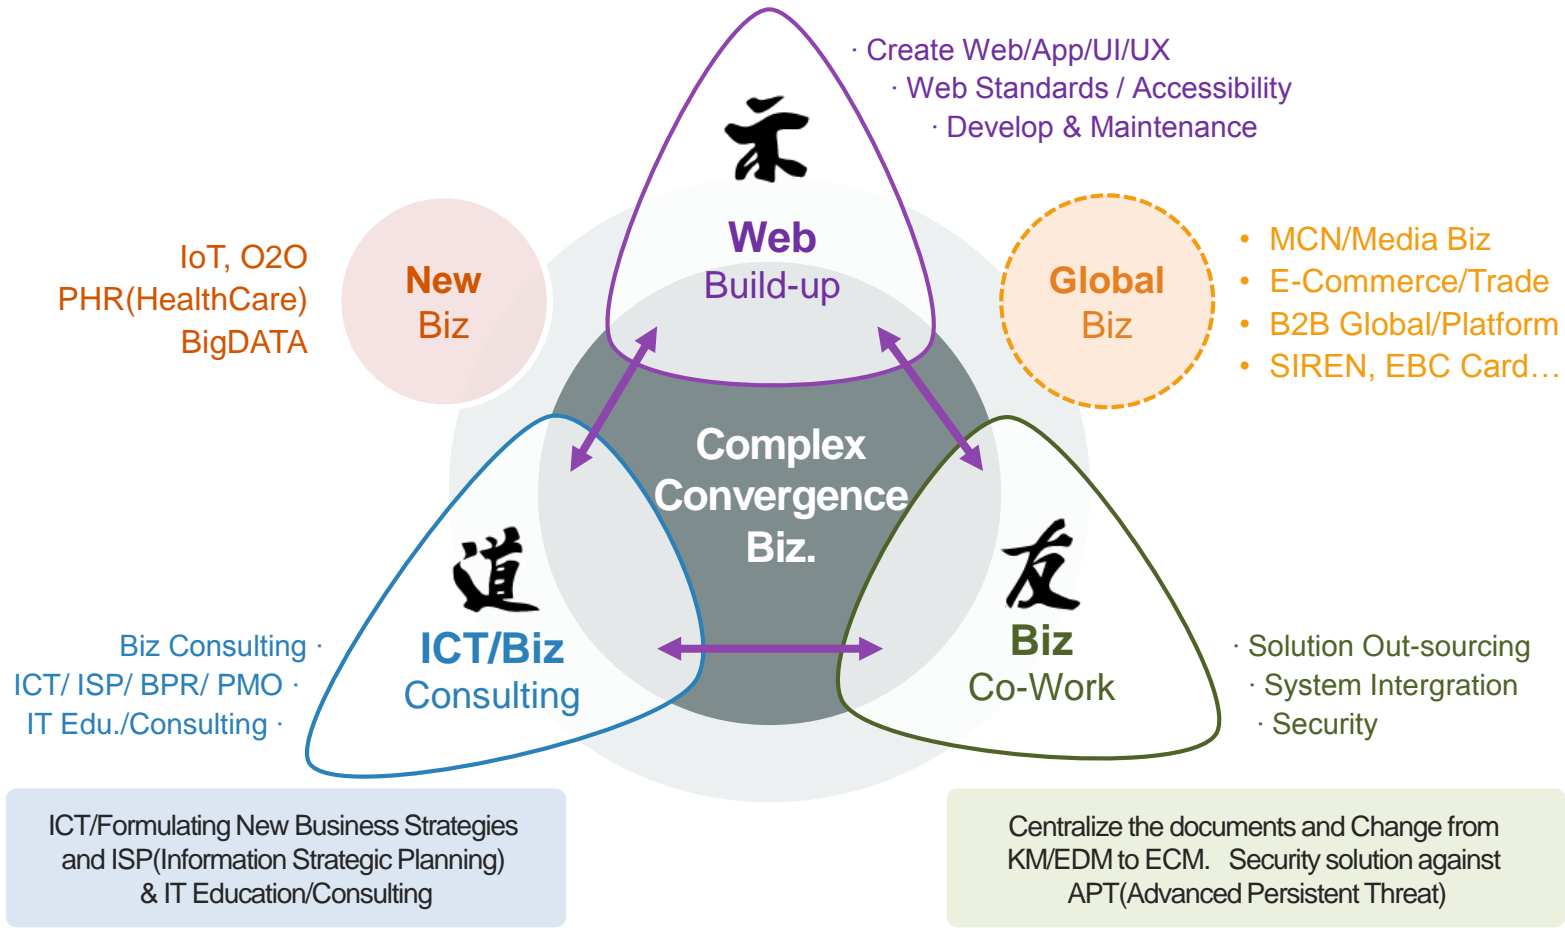 · Create Web/App/UI/UX
· Web Standards / Accessibility
· Develop & Maintenance
示
Web
Build-up
IoT, O2O
PHR(HealthCare)
BigDATA
New
Biz
Global
Biz
• MCN/Media Biz
• E-Commerce/Trade
• B2B Global/Platform
• SIREN, EBC Card…
Complex
Convergence
Biz.
道
ICT/Biz
Consulting
友
Biz
Co-Work
Biz Consulting ·
ICT/ ISP/ BPR/ PMO ·
IT Edu./Consulting ·
· Solution Out-sourcing
· System Intergration
· Security
ICT/Formulating New Business Strategies
and ISP(Information Strategic Planning)
& IT Education/Consulting
Centralize the documents and Change from
KM/EDM to ECM. Security solution against
APT(Advanced Persistent Threat)